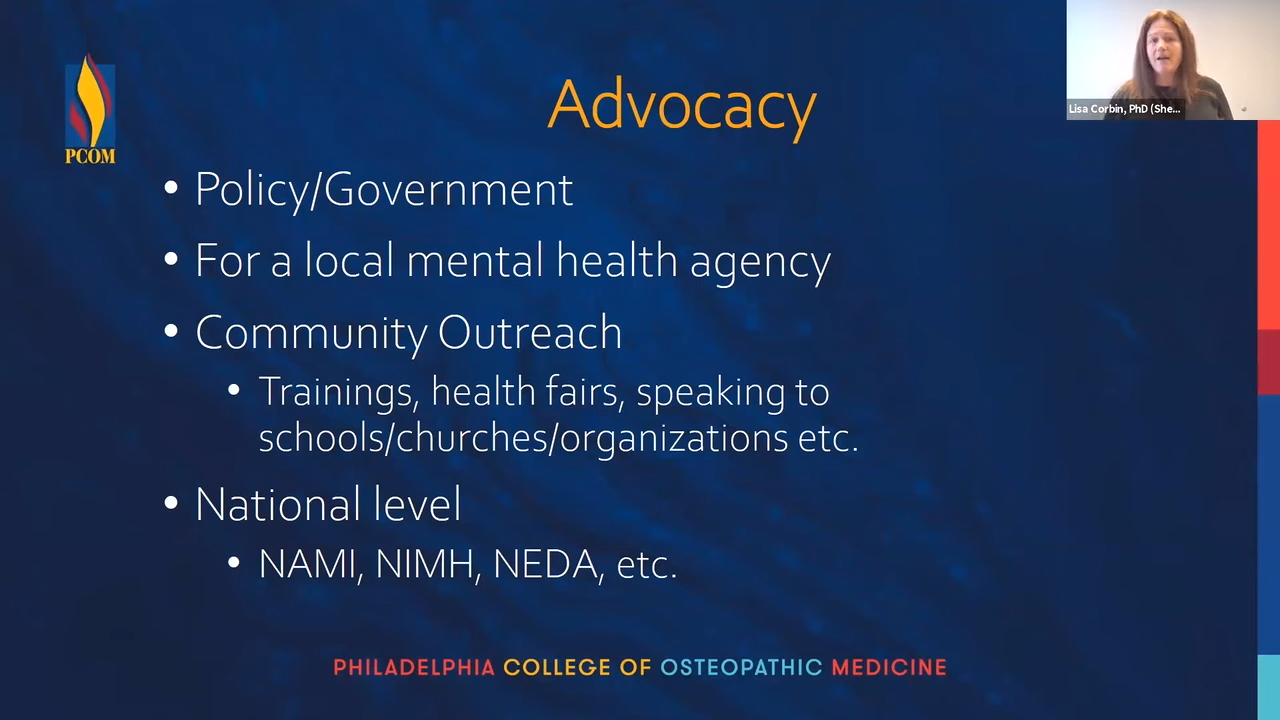 Advocacy
Lisa Corbin, PhD (She...
PCOM
• Policy/Government
• For a local mental health agency
• Community Outreach
• Trainings, health fairs, speaking to
schools/churches/organizations etc.
• National level
• NAMI, NIMH, NEDA, etc.
PHILADELPHIA COLLEGE OF OSTEOPATHIC MEDICINE